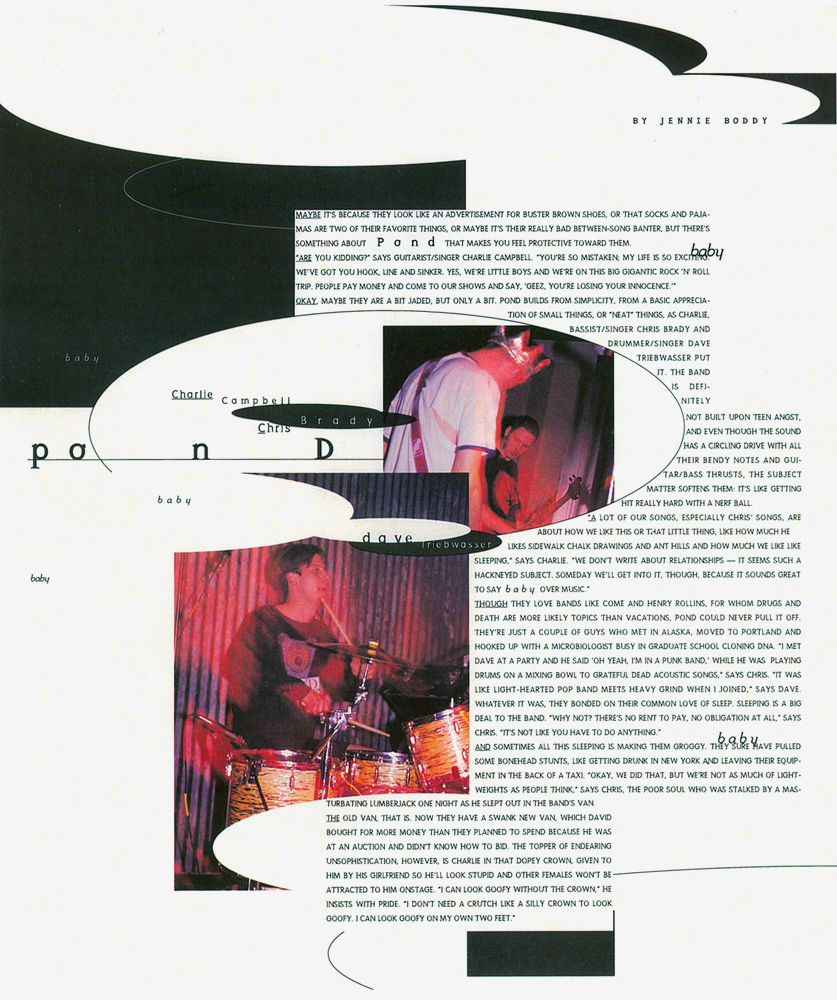 BY JENNIE BODDY
MAYBE IT'S BECAUSE THEY LOOK LIKE AN ADVERTISEMENT FOR BUSTER BROWN SHOES, OR THAT SOCKS AND PAJA-
MAS ARE TWO OF THEIR FAVORITE THINGS, OR MAYBE IT'S THEIR REALLY BAD BETWEEN-SONG BANTER, BUT THERE'S
SOMETHING ABOUT Pond THAT MAKES YOU FEEL PROTECTIVE TOWARD THEM.
baby
"ARE YOU KIDDING?" SAYS GUITARIST/SINGER CHARLIE CAMPBELL. "YOU'RE SO MISTAKEN; MY LIFE IS SO EXCITING.
WE'VE GOT YOU HOOK, LINE AND SINKER. YES, WE'RE LITTLE BOYS AND WE'RE ON THIS BIG GIGANTIC ROCK 'N' ROLL
TRIP. PEOPLE PAY MONEY AND COME TO OUR SHOWS AND SAY, 'GEEZ, YOU'RE LOSING YOUR INNOCENCE.'"
OKAY, MAYBE THEY ARE A BIT JADED, BUT ONLY A BIT. POND BUILDS FROM SIMPLICITY, FROM A BASIC APPRECIA-
TION OF SMALL THINGS, OR "NEAT" THINGS, AS CHARLIE,
BASSIST/SINGER CHRIS BRADY AND
DRUMMER/SINGER DAVE
TRIEBWASSER PUT
IT. THE BAND
IS DEFI-
NITELY
NOT BUILT UPON TEEN ANGST,
AND EVEN THOUGH THE SOUND
HAS A CIRCLING DRIVE WITH ALL
THEIR BENDY NOTES AND GUI-
TAR/BASS THRUSTS, THE SUBJECT
MATTER SOFTENS THEM: IT'S LIKE GETTING
HIT REALLY HARD WITH A NERF BALL.
"A LOT OF OUR SONGS, ESPECIALLY CHRIS' SONGS, ARE
ABOUT HOW WE LIKE THIS OR THAT LITTLE THING, LIKE HOW MUCH HE
LIKES SIDEWALK CHALK DRAWINGS AND ANT HILLS AND HOW MUCH WE LIKE LIKE
SLEEPING," SAYS CHARLIE. "WE DON'T WRITE ABOUT RELATIONSHIPS — IT SEEMS SUCH A
HACKNEYED SUBJECT. SOMEDAY WE'LL GET INTO IT, THOUGH, BECAUSE IT SOUNDS GREAT
TO SAY baby OVER MUSIC."
THOUGH THEY LOVE BANDS LIKE COME AND HENRY ROLLINS, FOR WHOM DRUGS AND
DEATH ARE MORE LIKELY TOPICS THAN VACATIONS, POND COULD NEVER PULL IT OFF.
THEY'RE JUST A COUPLE OF GUYS WHO MET IN ALASKA, MOVED TO PORTLAND AND
HOOKED UP WITH A MICROBIOLOGIST BUSY IN GRADUATE SCHOOL CLONING DNA. "I MET
DAVE AT A PARTY AND HE SAID 'OH YEAH, I'M IN A PUNK BAND,' WHILE HE WAS PLAYING
DRUMS ON A MIXING BOWL TO GRATEFUL DEAD ACOUSTIC SONGS," SAYS CHRIS. "IT WAS
LIKE LIGHT-HEARTED POP BAND MEETS HEAVY GRIND WHEN I JOINED," SAYS DAVE.
WHATEVER IT WAS, THEY BONDED ON THEIR COMMON LOVE OF SLEEP. SLEEPING IS A BIG
DEAL TO THE BAND. "WHY NOT? THERE'S NO RENT TO PAY, NO OBLIGATION AT ALL," SAYS
CHRIS. "IT'S NOT LIKE YOU HAVE TO DO ANYTHING."
baby
AND SOMETIMES ALL THIS SLEEPING IS MAKING THEM GROGGY. THEY SURE HAVE PULLED
SOME BONEHEAD STUNTS, LIKE GETTING DRUNK IN NEW YORK AND LEAVING THEIR EQUIP-
MENT IN THE BACK OF A TAXI. "OKAY, WE DID THAT, BUT WE'RE NOT AS MUCH OF LIGHT-
WEIGHTS AS PEOPLE THINK," SAYS CHRIS, THE POOR SOUL WHO WAS STALKED BY A MAS-
TURBATING LUMBERJACK ONE NIGHT AS HE SLEPT OUT IN THE BAND'S VAN.
THE OLD VAN, THAT IS. NOW THEY HAVE A SWANK NEW VAN, WHICH DAVID
BOUGHT FOR MORE MONEY THAN THEY PLANNED TO SPEND BECAUSE HE WAS
AT AN AUCTION AND DIDN'T KNOW HOW TO BID. THE TOPPER OF ENDEARING
UNSOPHISTICATION, HOWEVER, IS CHARLIE IN THAT DOPEY CROWN, GIVEN TO
HIM BY HIS GIRLFRIEND SO HE'LL LOOK STUPID AND OTHER FEMALES WON'T BE
ATTRACTED TO HIM ONSTAGE. "I CAN LOOK GOOFY WITHOUT THE CROWN," HE
INSISTS WITH PRIDE. "I DON'T NEED A CRUTCH LIKE A SILLY CROWN TO LOOK
GOOFY. I CAN LOOK GOOFY ON MY OWN TWO FEET."
baby
Charlie Campbell
Brady
Chris
ponD
baby
dave Triebwasser
baby